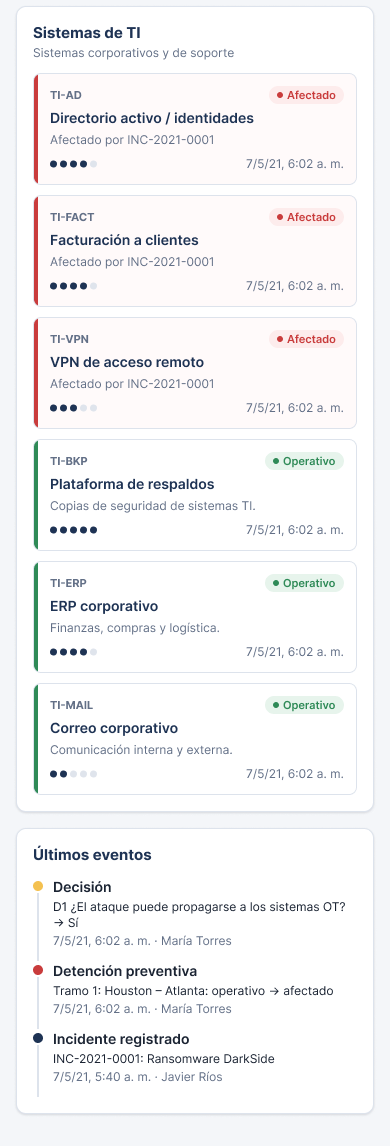 Sistemas de TI
Sistemas corporativos y de soporte
TI-AD
Afectado
Directorio activo / identidades
Afectado por INC-2021-0001
7/5/21, 6:02 a. m.
TI-FACT
Afectado
Facturación a clientes
Afectado por INC-2021-0001
7/5/21, 6:02 a. m.
TI-VPN
Afectado
VPN de acceso remoto
Afectado por INC-2021-0001
7/5/21, 6:02 a. m.
TI-BKP
Operativo
Plataforma de respaldos
Copias de seguridad de sistemas TI.
7/5/21, 6:02 a. m.
TI-ERP
Operativo
ERP corporativo
Finanzas, compras y logística.
7/5/21, 6:02 a. m.
TI-MAIL
Operativo
Correo corporativo
Comunicación interna y externa.
7/5/21, 6:02 a. m.
Últimos eventos
Decisión
D1 ¿El ataque puede propagarse a los sistemas OT?
→ Sí
7/5/21, 6:02 a. m. · María Torres
Detención preventiva
Tramo 1: Houston – Atlanta: operativo → afectado
7/5/21, 6:02 a. m. · María Torres
Incidente registrado
INC-2021-0001: Ransomware DarkSide
7/5/21, 5:40 a. m. · Javier Ríos